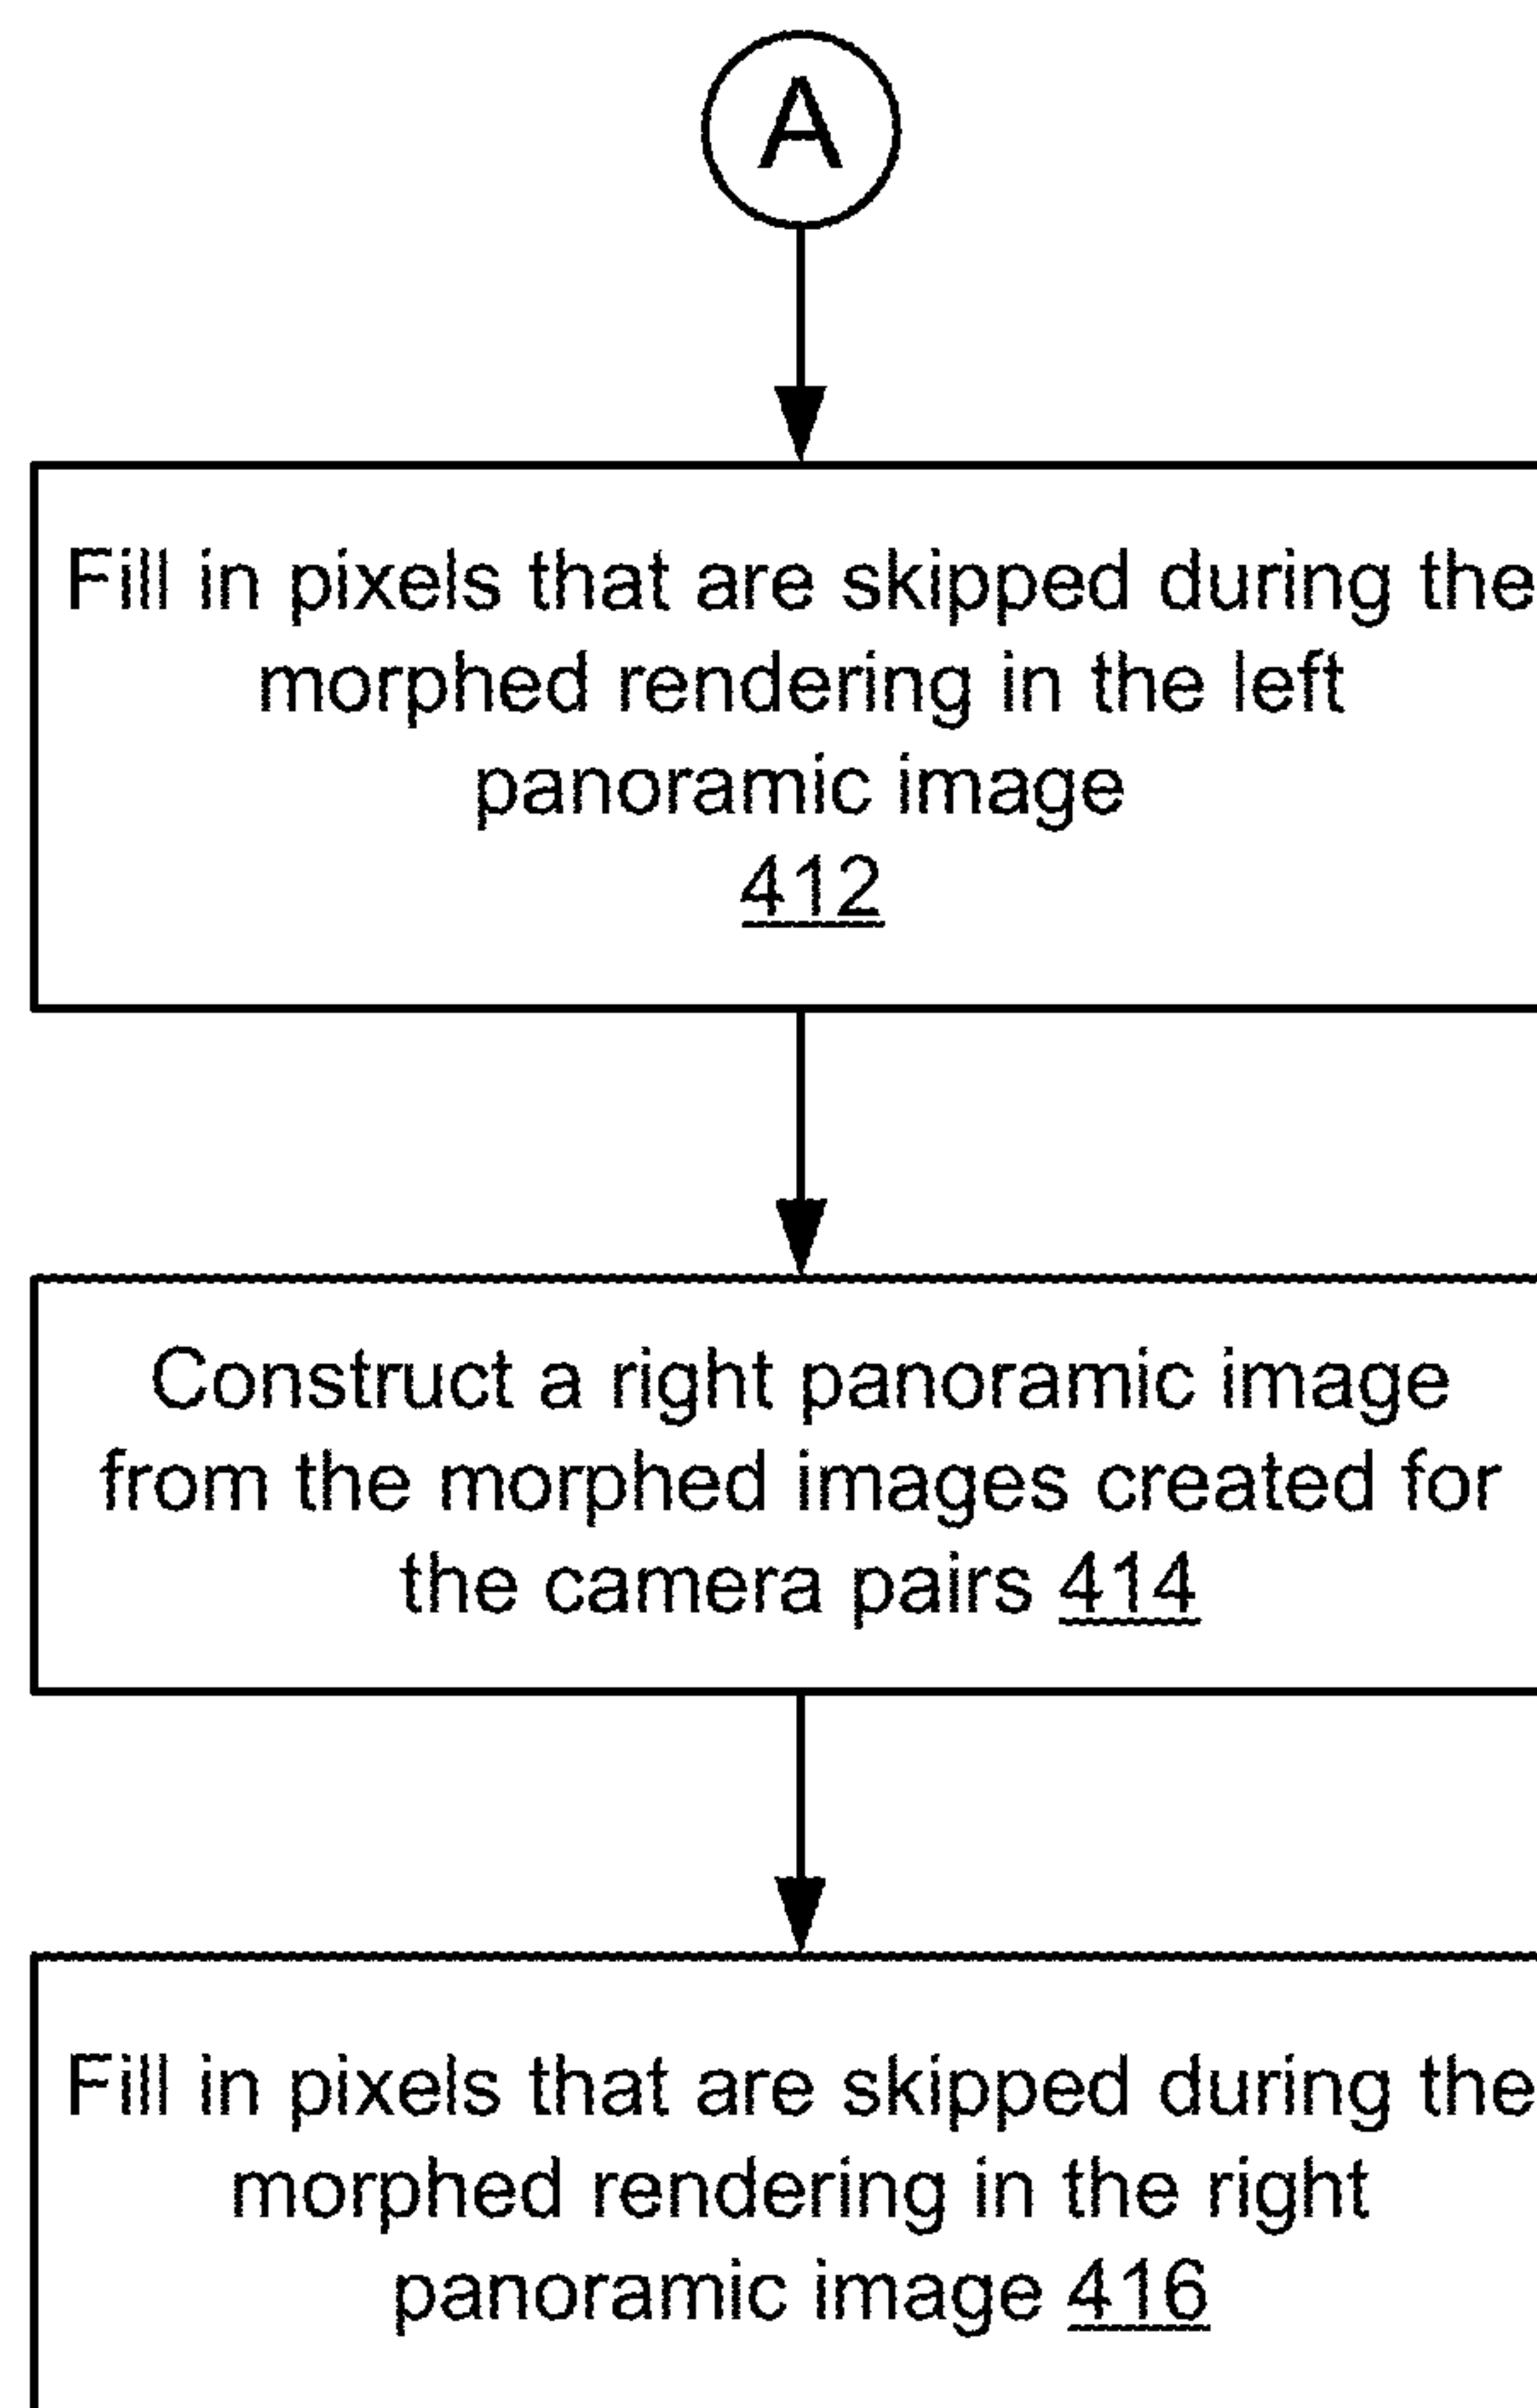 A
Fill in pixels that are skipped during the
morphed rendering in the left
panoramic image
412
Construct a right panoramic image
from the morphed images created for
the camera pairs 414
Fill in pixels that are skipped during the
morphed rendering in the right
panoramic image 416